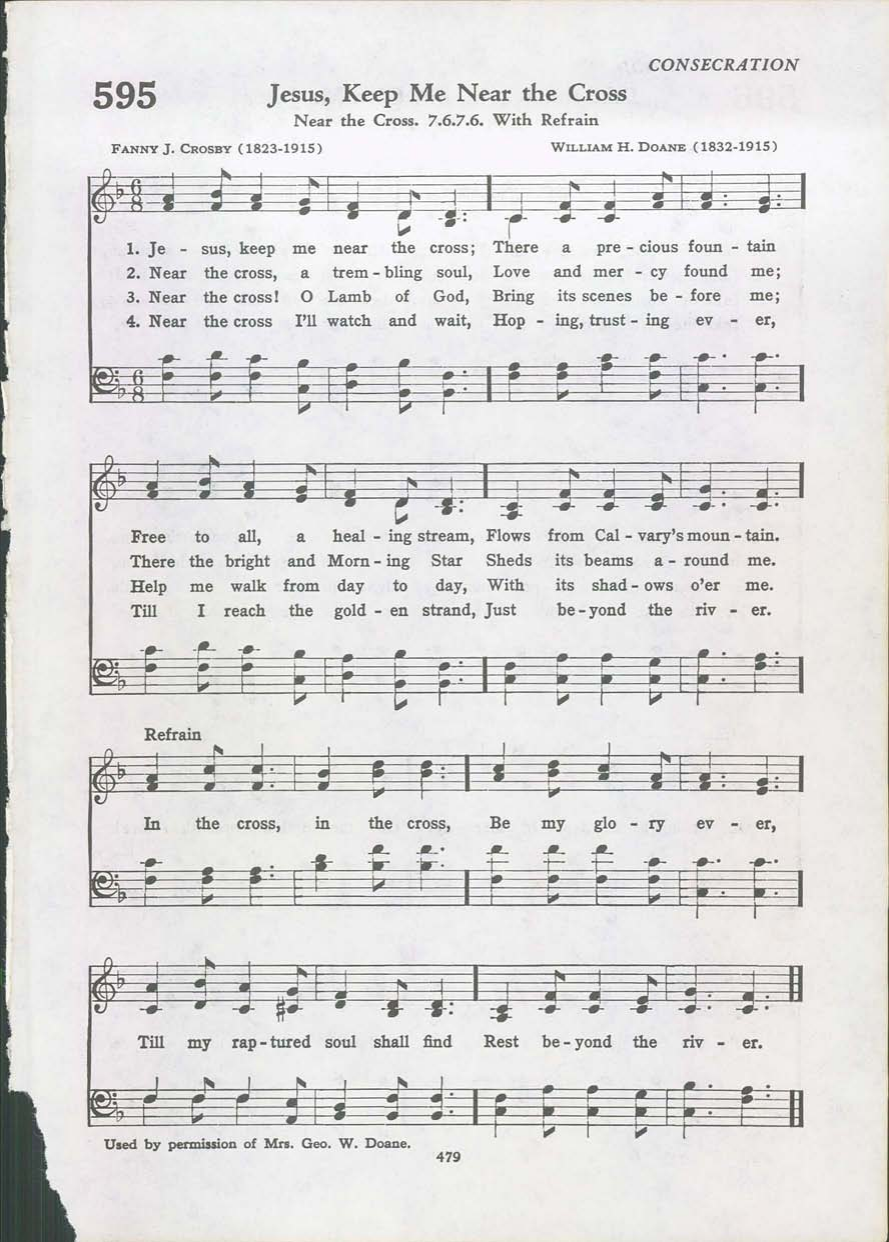 CONSECRATION
595
Jesus, Keep Me Near the Cross
Near the Cross. 7.6.7.6. With Refrain
FANNY J. CROSBY (1823-1915)
WILLIAM H. DOANE (1832-1915)
1. Je - sus, keep me near the cross; There a pre - cious foun - tain
2. Near the cross, a trem - bling soul, Love and mer - cy found me;
3. Near the cross! O Lamb of God, Bring its scenes be - fore me;
4. Near the cross I'll watch and wait, Hop - ing, trust - ing ev - er,
Free to all, a heal - ing stream, Flows from Cal - vary's moun - tain.
There the bright and Morn - ing Star Sheds its beams a - round me.
Help me walk from day to day, With its shad - ows o'er me.
Till I reach the gold - en strand, Just be - yond the riv - er.
Refrain
In the cross, in the cross, Be my glo - ry ev - er,
Till my rap - tured soul shall find Rest be - yond the riv - er.
Used by permission of Mrs. Geo. W. Doane.
479